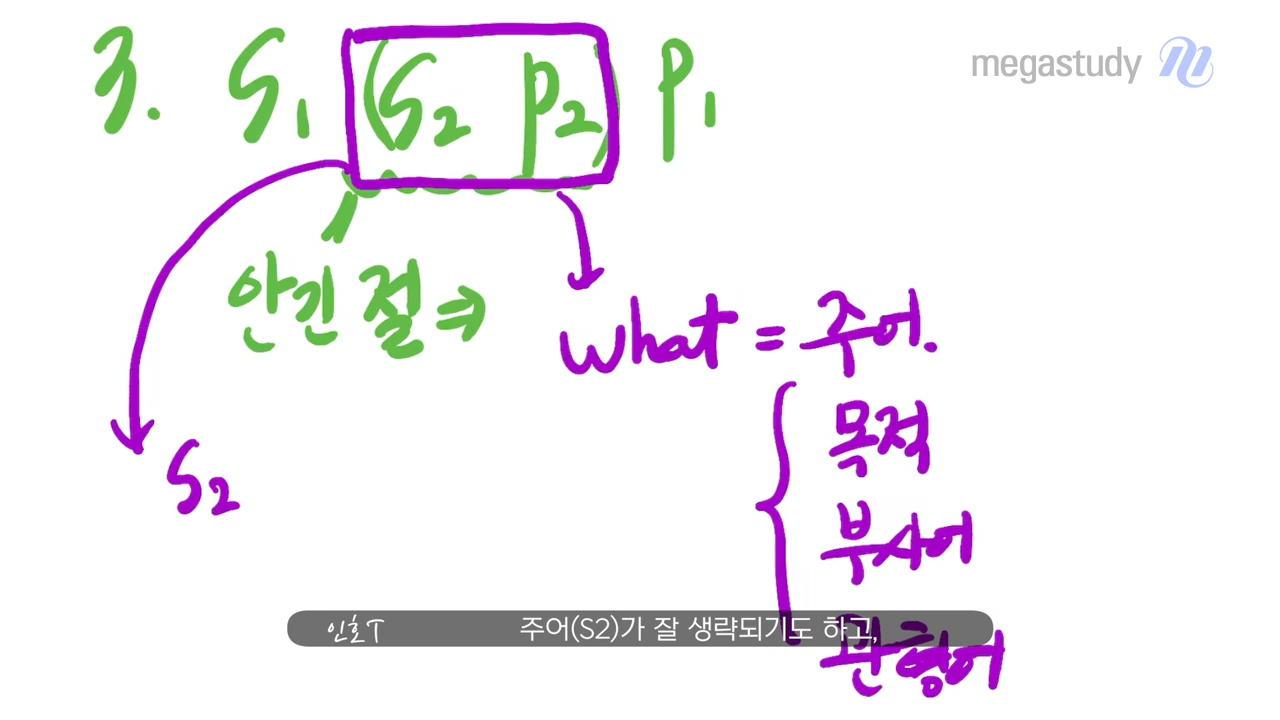 3. S1 (S2 P2) P1
megastudy
안긴절 ⇒
what = 주어.
목적
부사어
S2
관형어
인호T 주어(S2)가 잘 생략되기도 하고,